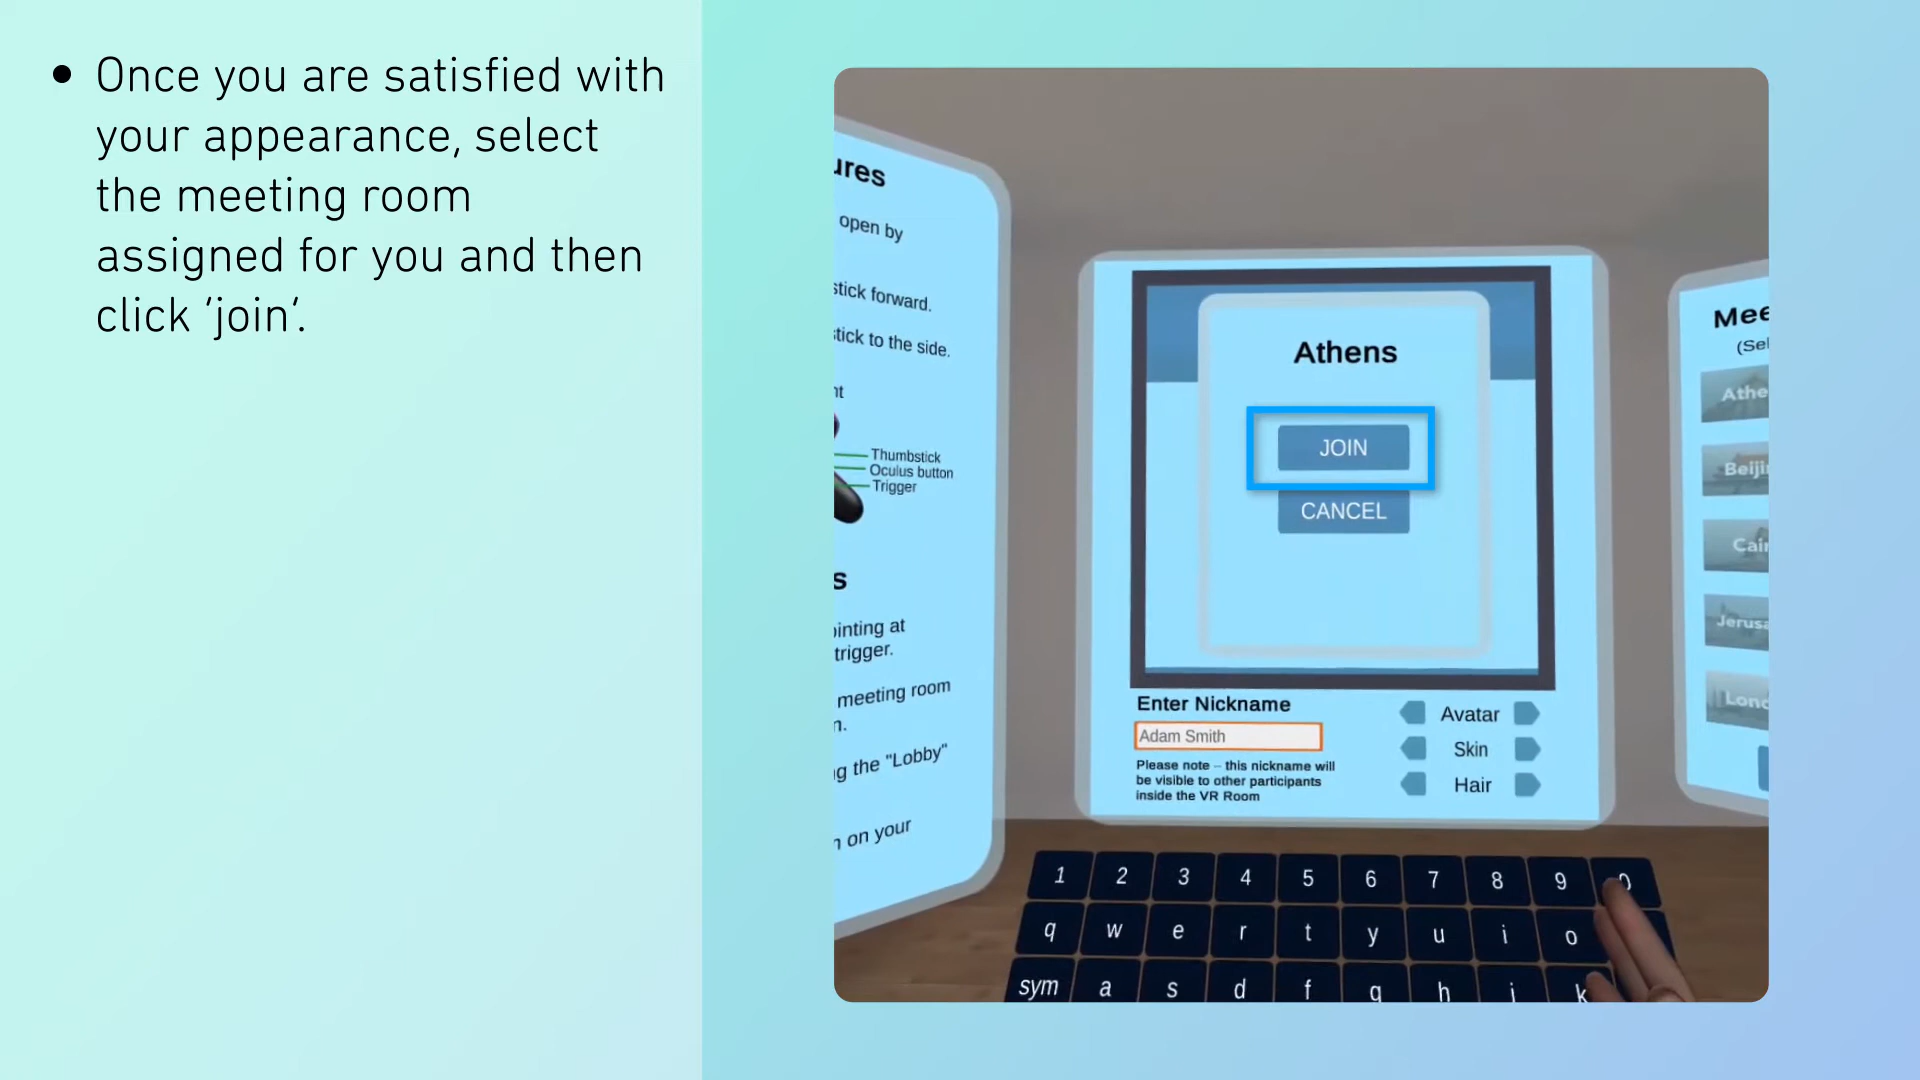 • Once you are satisfied with
your appearance, select
the meeting room
assigned for you and then
click ‘join’.
open by
stick forward.
to the side.
Thumbstick
Oculus button
Trigger
trigger.
meeting room
the "Lobby"
on your
Athens
JOIN
CANCEL
Enter Nickname
Adam Smith
Please note – this nickname will
be visible to other participants
inside the VR Room
Avatar
Skin
Hair
1 2 3 4 5 6 7 8 9 0
q w e r t y u i o
sym a s d f g h j k